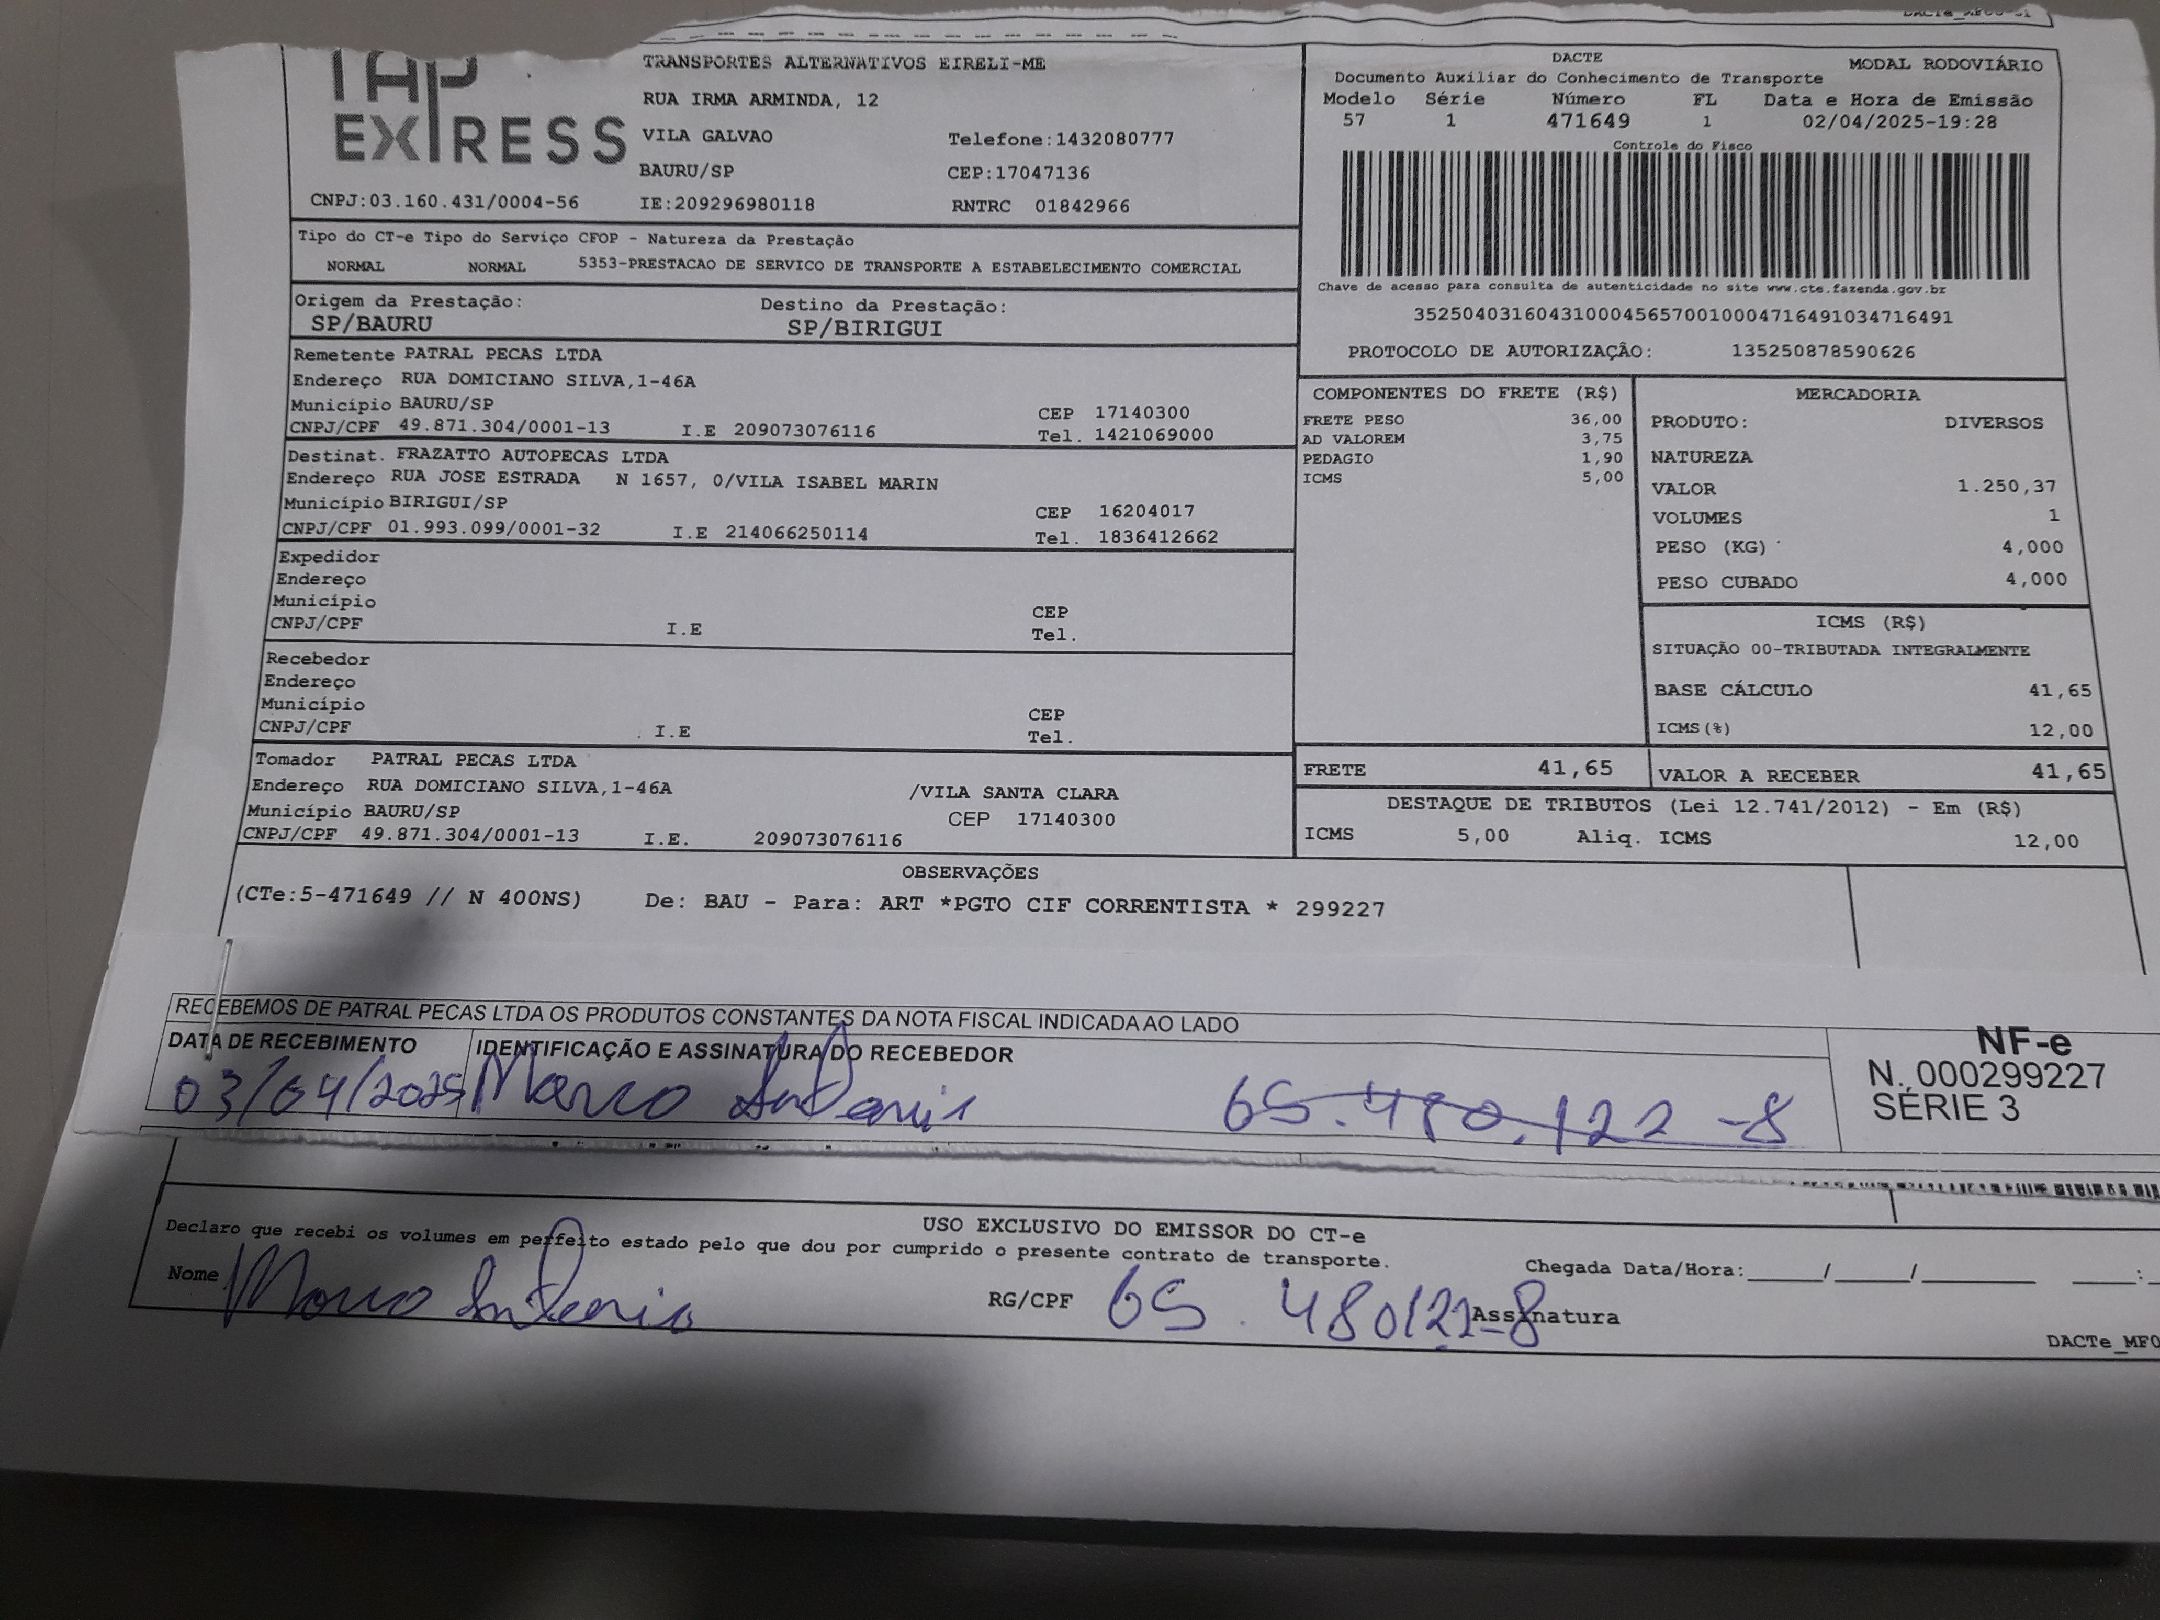 TAP
EXPRESS
TRANSPORTES ALTERNATIVOS EIRELI-ME
RUA IRMA ARMINDA, 12
VILA GALVAO Telefone:1432080777
BAURU/SP CEP:17047136
CNPJ:03.160.431/0004-56 IE:209296980118 RNTRC 01842966
DACTE MODAL RODOVIÁRIO
Documento Auxiliar do Conhecimento de Transporte
Modelo Série Número FL Data e Hora de Emissão
57 1 471649 1 02/04/2025-19:28
Controle do Fisco
Chave de acesso para consulta de autenticidade no site www.cte.fazenda.gov.br
35250403160431000456570010004716491034716491
PROTOCOLO DE AUTORIZAÇÃO: 135250878590626
Tipo do CT-e Tipo do Serviço CFOP - Natureza da Prestação
NORMAL NORMAL 5353-PRESTACAO DE SERVICO DE TRANSPORTE A ESTABELECIMENTO COMERCIAL
Origem da Prestação: Destino da Prestação:
SP/BAURU SP/BIRIGUI
Remetente PATRAL PECAS LTDA
Endereço RUA DOMICIANO SILVA,1-46A
Município BAURU/SP CEP 17140300
CNPJ/CPF 49.871.304/0001-13 I.E 209073076116 Tel. 1421069000
Destinat. FRAZATTO AUTOPECAS LTDA
Endereço RUA JOSE ESTRADA N 1657, 0/VILA ISABEL MARIN
Município BIRIGUI/SP CEP 16204017
CNPJ/CPF 01.993.099/0001-32 I.E 214066250114 Tel. 1836412662
Expedidor
Endereço
Município CEP
CNPJ/CPF I.E Tel.
Recebedor
Endereço
Município CEP
CNPJ/CPF I.E Tel.
Tomador PATRAL PECAS LTDA
Endereço RUA DOMICIANO SILVA,1-46A /VILA SANTA CLARA
Município BAURU/SP CEP 17140300
CNPJ/CPF 49.871.304/0001-13 I.E. 209073076116
COMPONENTES DO FRETE (R$)
FRETE PESO 36,00
AD VALOREM 3,75
PEDAGIO 1,90
ICMS 5,00
MERCADORIA
PRODUTO: DIVERSOS
NATUREZA
VALOR 1.250,37
VOLUMES 1
PESO (KG) 4,000
PESO CUBADO 4,000
ICMS (R$)
SITUAÇÃO 00-TRIBUTADA INTEGRALMENTE
BASE CÁLCULO 41,65
ICMS(%) 12,00
FRETE 41,65 VALOR A RECEBER 41,65
DESTAQUE DE TRIBUTOS (Lei 12.741/2012) - Em (R$)
ICMS 5,00 Aliq. ICMS 12,00
OBSERVAÇÕES
(CTe:5-471649 // N 400NS) De: BAU - Para: ART *PGTO CIF CORRENTISTA * 299227
RECEBEMOS DE PATRAL PECAS LTDA OS PRODUTOS CONSTANTES DA NOTA FISCAL INDICADA AO LADO
DATA DE RECEBIMENTO IDENTIFICAÇÃO E ASSINATURA DO RECEBEDOR
03/04/2025 Marco Antonio 65.480.122-8
NF-e
N. 000299227
SÉRIE 3
USO EXCLUSIVO DO EMISSOR DO CT-e
Declaro que recebi os volumes em perfeito estado pelo que dou por cumprido o presente contrato de transporte.
Nome Marco Antonio RG/CPF 65.480122-8 Assinatura
Chegada Data/Hora:_____/_____/_______ ____:
DACTe_MF0